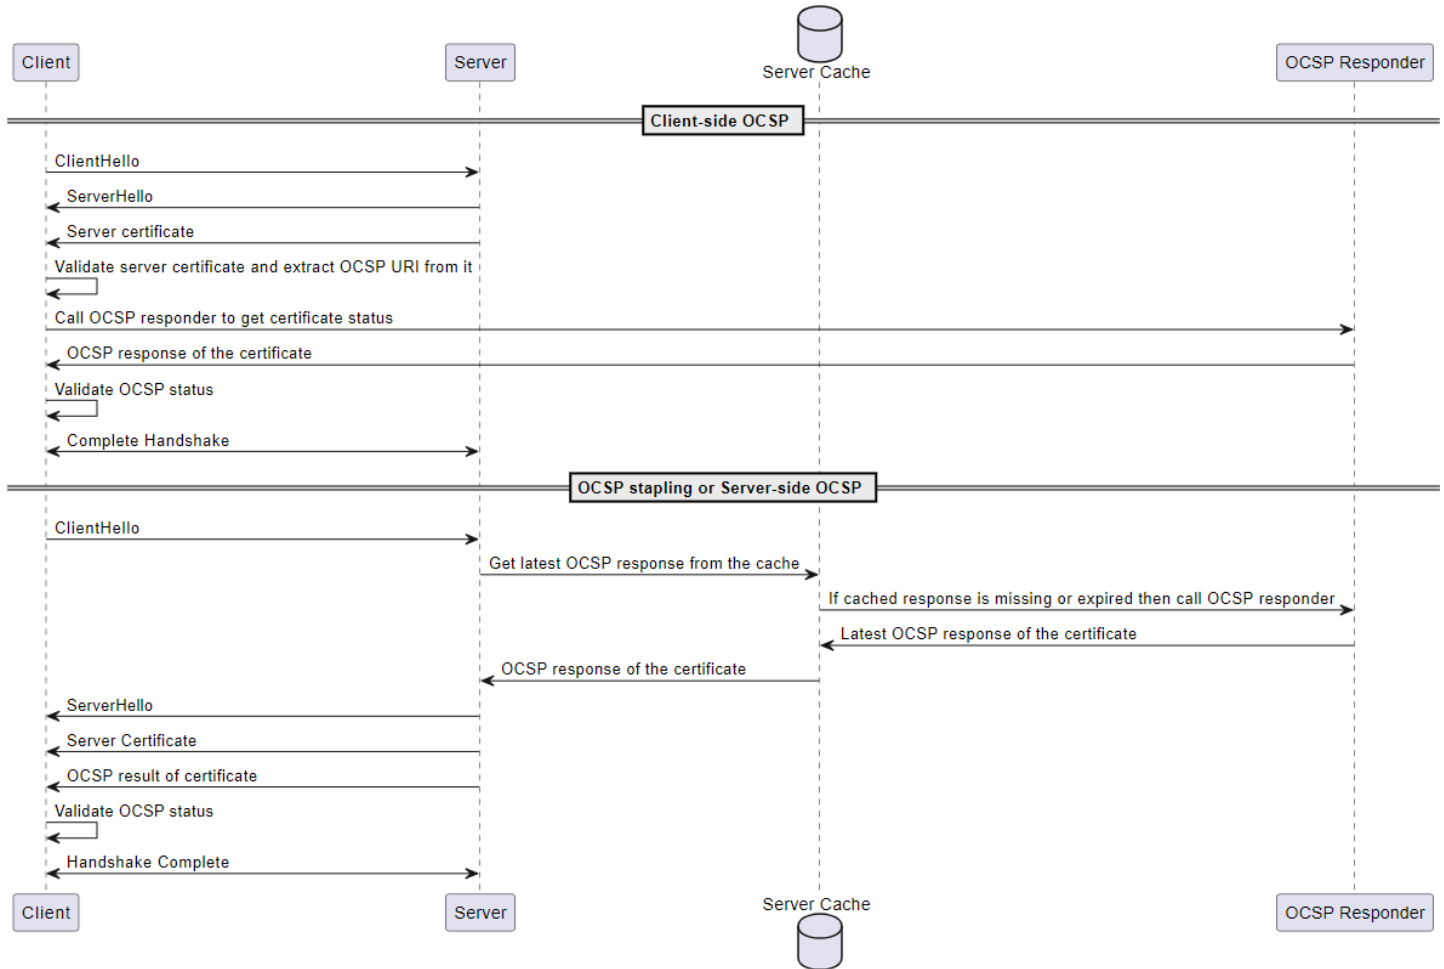 Client
Server
Server Cache
OCSP Responder
Client-side OCSP
ClientHello
ServerHello
Server certificate
Validate server certificate and extract OCSP URI from it
Call OCSP responder to get certificate status
OCSP response of the certificate
Validate OCSP status
Complete Handshake
OCSP stapling or Server-side OCSP
ClientHello
Get latest OCSP response from the cache
If cached response is missing or expired then call OCSP responder
Latest OCSP response of the certificate
OCSP response of the certificate
ServerHello
Server Certificate
OCSP result of certificate
Validate OCSP status
Handshake Complete
Client
Server
Server Cache
OCSP Responder